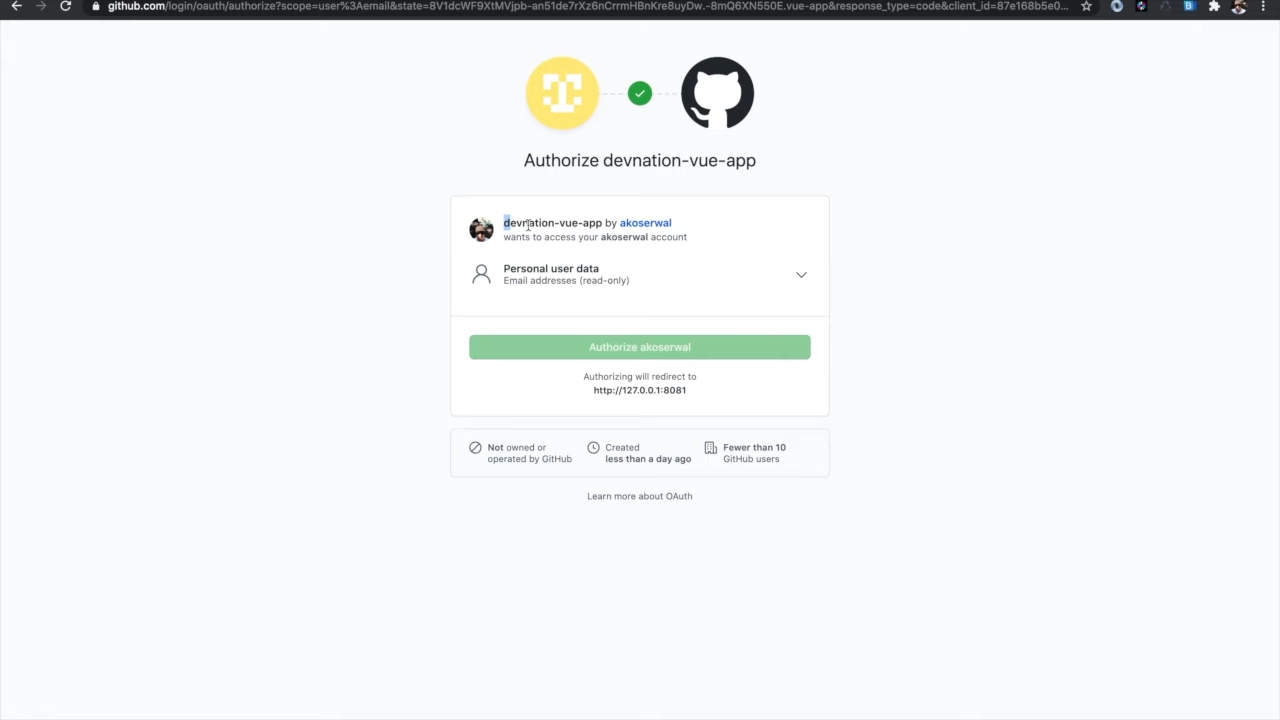 github.com/login/oauth/authorize?scope=user%3Aemail&state=8V1dcWF9XtMVjpb-an51de7rXz6nCrrmHBnKre8uyDw.-8mQ6XN550E.vue-app&response_type=code&client_id=87e168b5e0...
Authorize devnation-vue-app
devnation-vue-app by akoserwal
wants to access your akoserwal account
Personal user data
Email addresses (read-only)
Authorize akoserwal
Authorizing will redirect to
http://127.0.0.1:8081
Not owned or
operated by GitHub
Created
less than a day ago
Fewer than 10
GitHub users
Learn more about OAuth